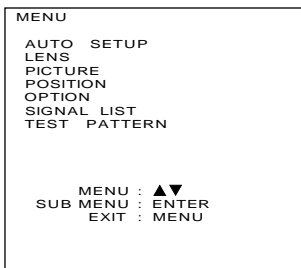 MENU
AUTO SETUP
LENS
PICTURE
POSITION
OPTION
SIGNAL LIST
TEST PATTERN
MENU : ▲▼
SUB MENU : ENTER
EXIT : MENU